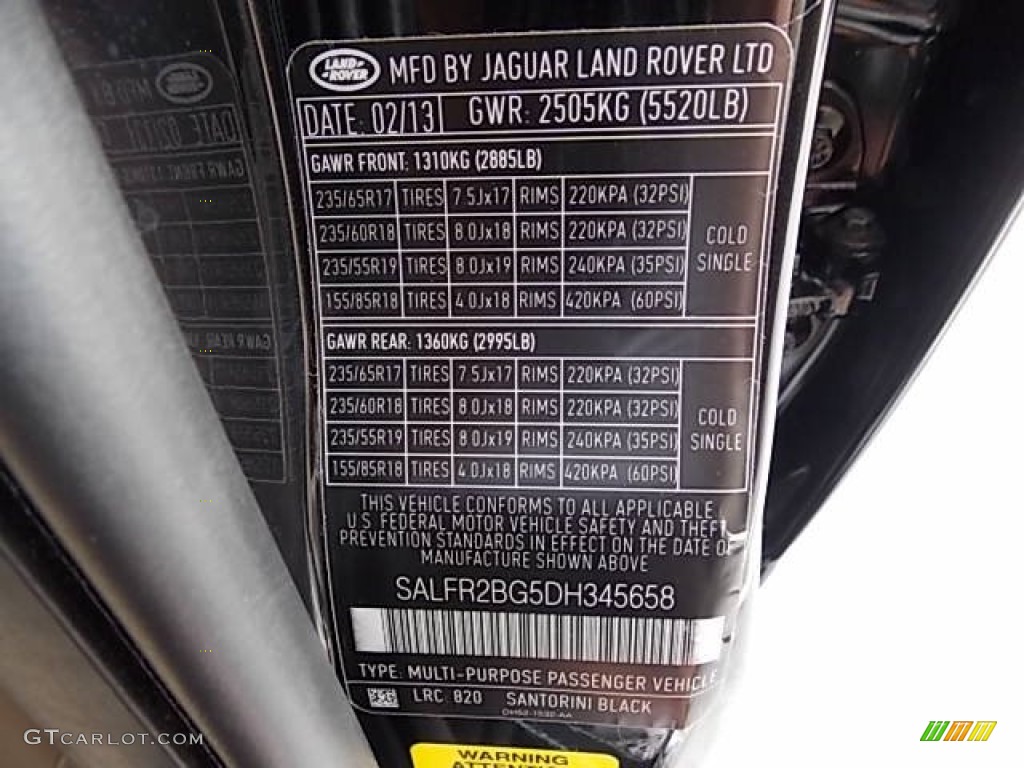 LAND ROVER MFD BY JAGUAR LAND ROVER LTD
DATE: 02/13 GWR: 2505KG (5520LB)
GAWR FRONT: 1310KG (2885LB)
235/65R17 TIRES 7.5Jx17 RIMS 220KPA (32PSI)
235/60R18 TIRES 8.0Jx18 RIMS 220KPA (32PSI)
235/55R19 TIRES 8.0Jx19 RIMS 240KPA (35PSI)
155/85R18 TIRES 4.0Jx18 RIMS 420KPA (60PSI)
COLD
SINGLE
GAWR REAR: 1360KG (2995LB)
235/65R17 TIRES 7.5Jx17 RIMS 220KPA (32PSI)
235/60R18 TIRES 8.0Jx18 RIMS 220KPA (32PSI)
235/55R19 TIRES 8.0Jx19 RIMS 240KPA (35PSI)
155/85R18 TIRES 4.0Jx18 RIMS 420KPA (60PSI)
COLD
SINGLE
THIS VEHICLE CONFORMS TO ALL APPLICABLE
U.S. FEDERAL MOTOR VEHICLE SAFETY AND THEFT
PREVENTION STANDARDS IN EFFECT ON THE DATE OF
MANUFACTURE SHOWN ABOVE
SALFR2BG5DH345658
TYPE: MULTI-PURPOSE PASSENGER VEHICLE
LRC 820 SANTORINI BLACK
WARNING
GTCARLOT.COM